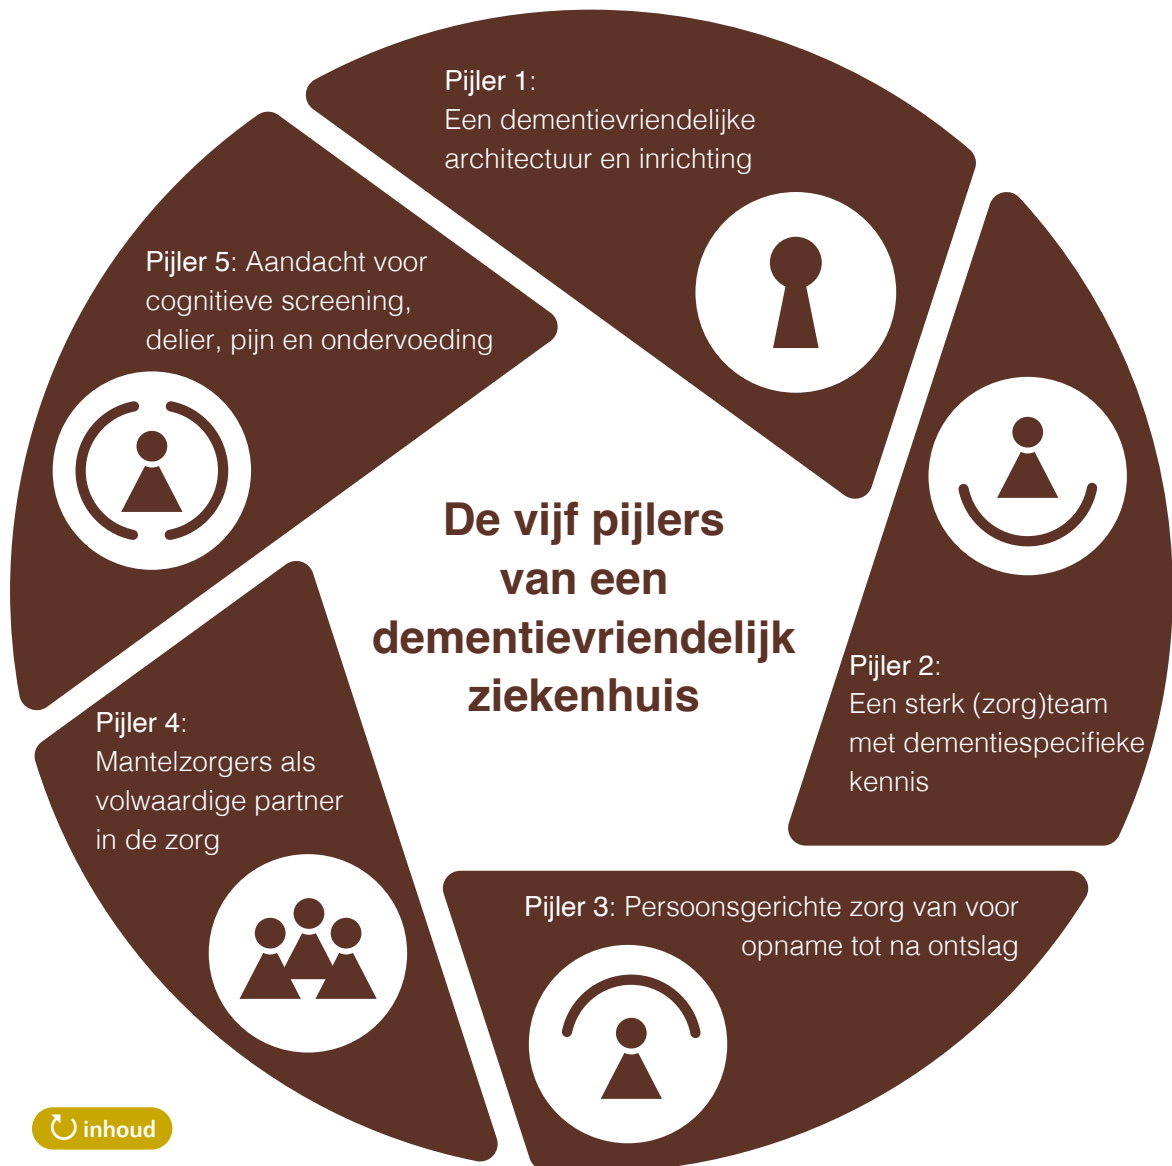 Pijler 1:
Een dementievriendelijke
architectuur en inrichting
Pijler 5: Aandacht voor
cognitieve screening,
delier, pijn en ondervoeding
De vijf pijlers
van een
dementievriendelijk
ziekenhuis
Pijler 2:
Een sterk (zorg)team
met dementiespecifieke
kennis
Pijler 4:
Mantelzorgers als
volwaardige partner
in de zorg
Pijler 3: Persoonsgerichte zorg van voor
opname tot na ontslag
inhoud